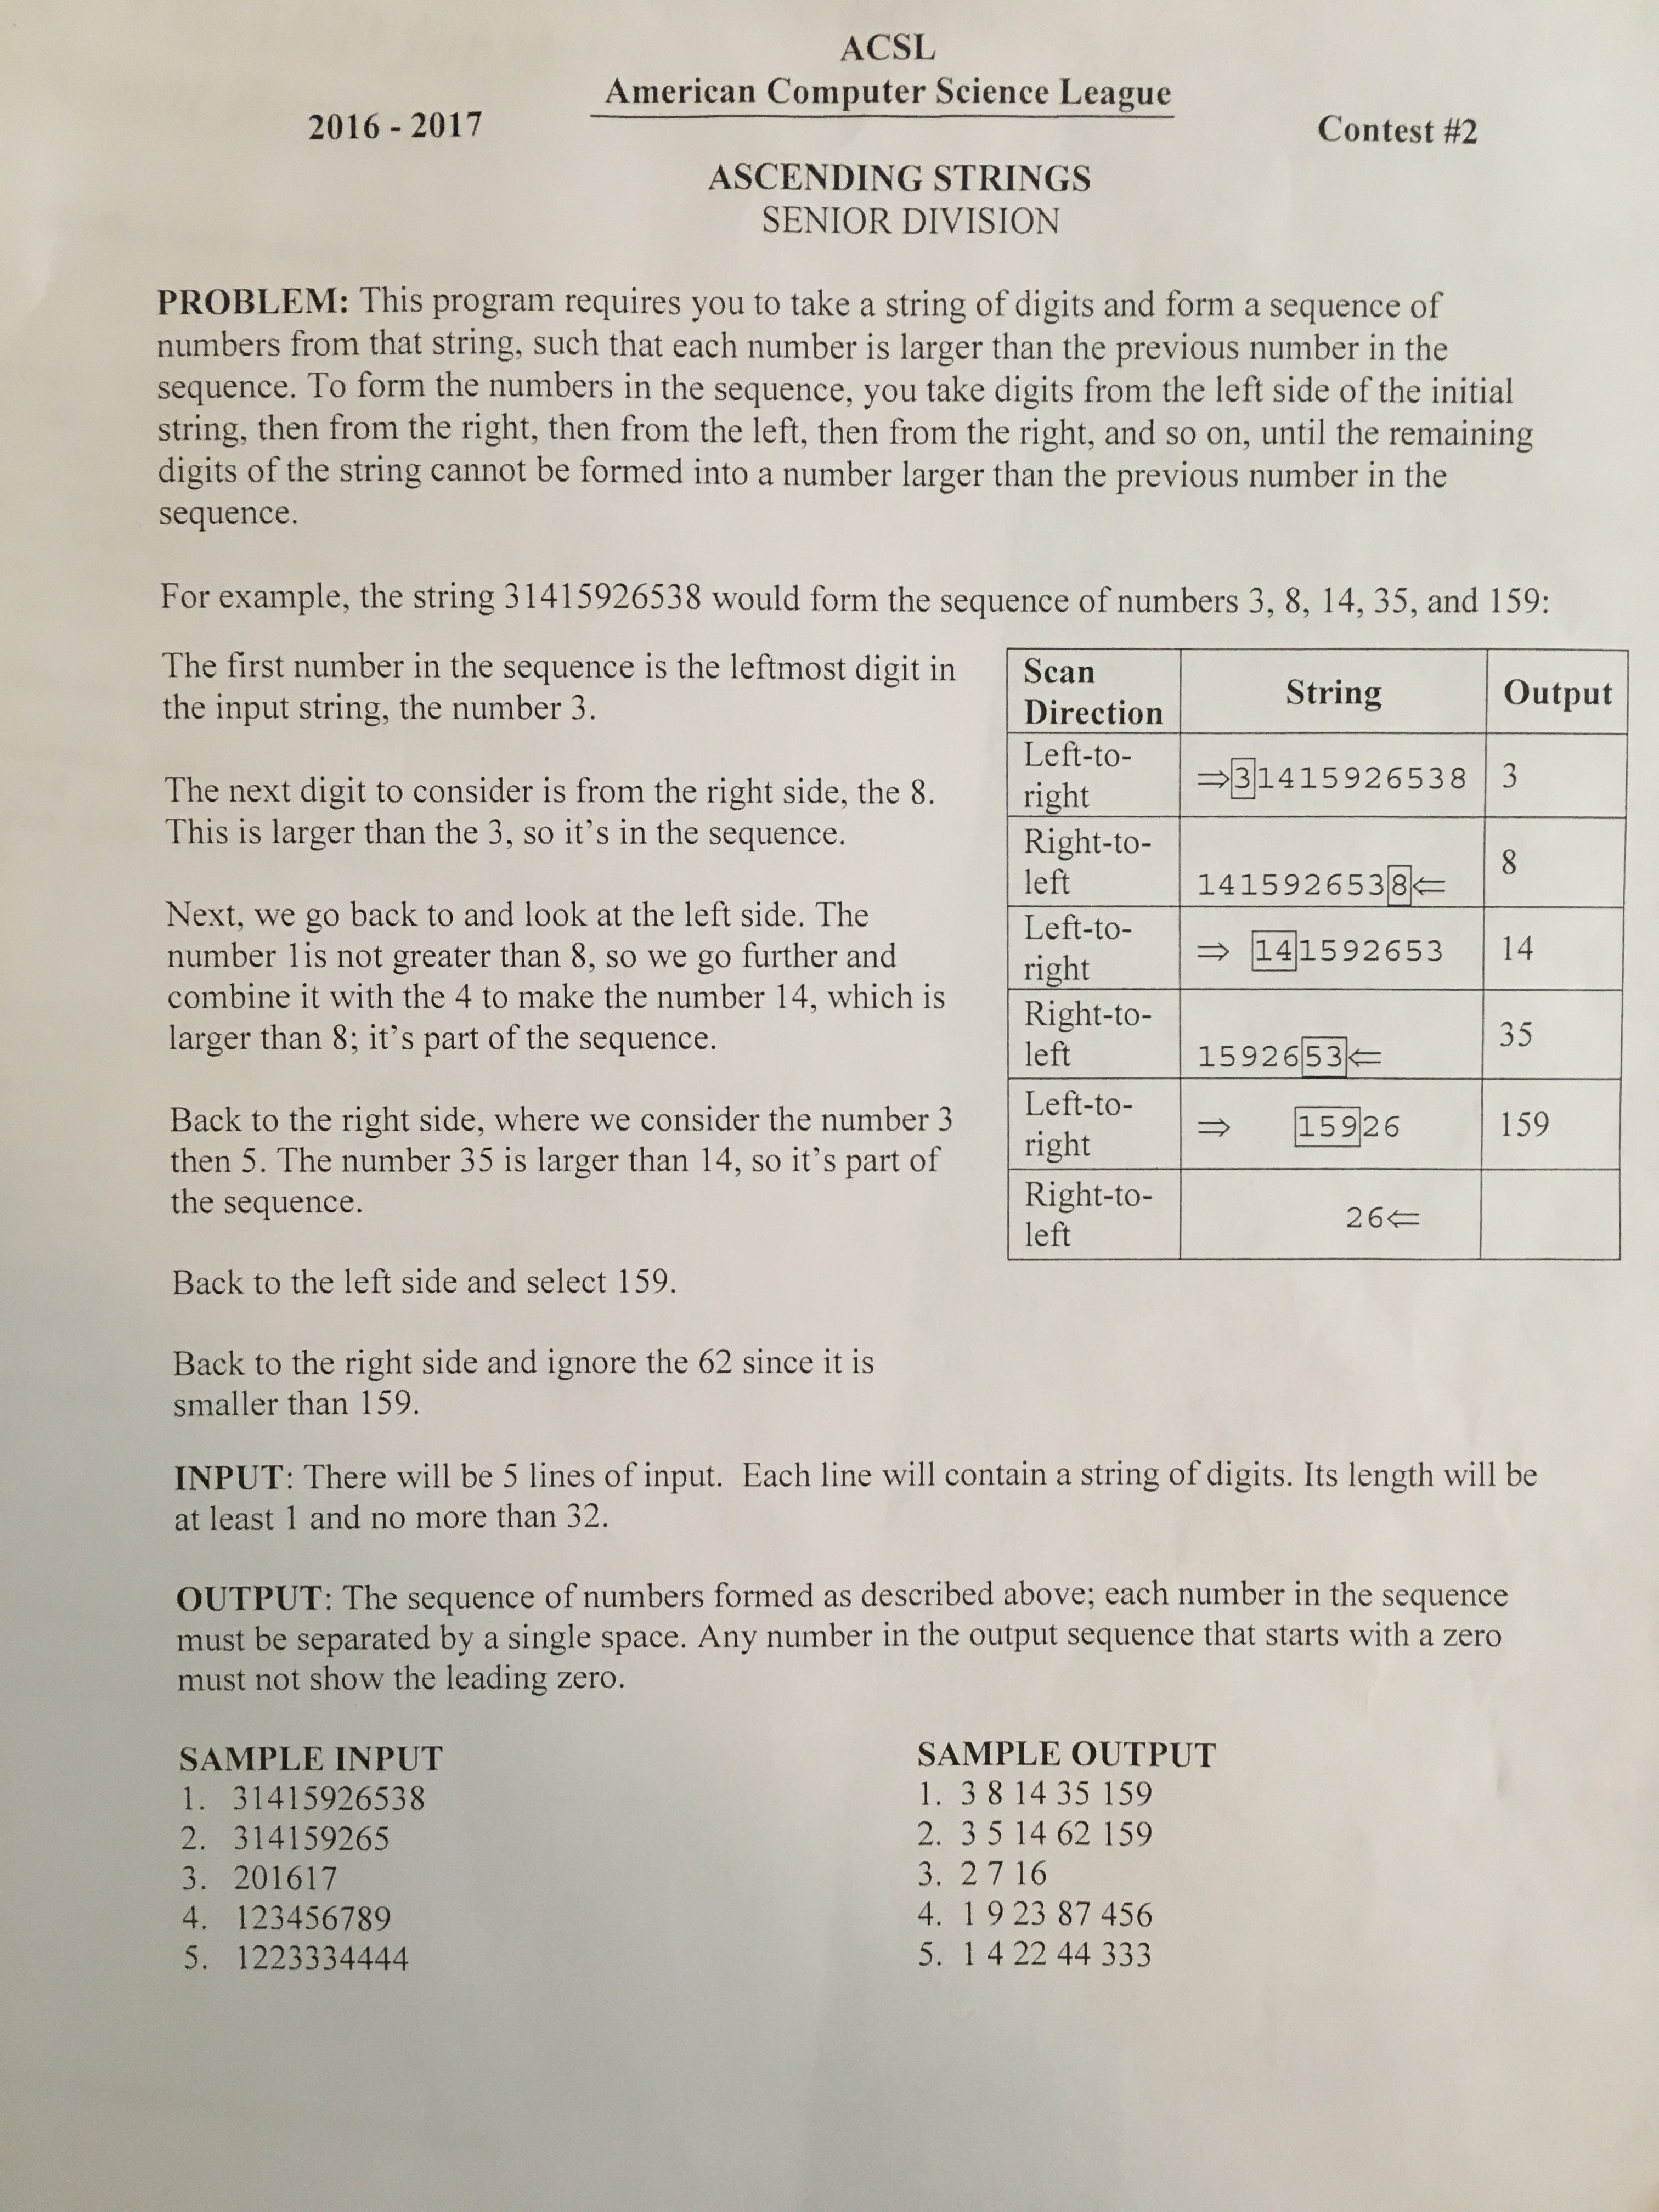 ACSL
American Computer Science League
2016 - 2017
Contest #2
ASCENDING STRINGS
SENIOR DIVISION
PROBLEM: This program requires you to take a string of digits and form a sequence of
numbers from that string, such that each number is larger than the previous number in the
sequence. To form the numbers in the sequence, you take digits from the left side of the initial
string, then from the right, then from the left, then from the right, and so on, until the remaining
digits of the string cannot be formed into a number larger than the previous number in the
sequence.
For example, the string 31415926538 would form the sequence of numbers 3, 8, 14, 35, and 159:
The first number in the sequence is the leftmost digit in
the input string, the number 3.
The next digit to consider is from the right side, the 8.
This is larger than the 3, so it's in the sequence.
Next, we go back to and look at the left side. The
number 1is not greater than 8, so we go further and
combine it with the 4 to make the number 14, which is
larger than 8; it's part of the sequence.
Back to the right side, where we consider the number 3
then 5. The number 35 is larger than 14, so it's part of
the sequence.
Back to the left side and select 159.
Back to the right side and ignore the 62 since it is
smaller than 159.
Scan
Direction
String
Output
Left-to-
right
⇒31415926538
3
Right-to-
left
1415926538⇐
8
Left-to-
right
⇒ 141592653
14
Right-to-
left
1592653⇐
35
Left-to-
right
⇒ 15926
159
Right-to-
left
26⇐
INPUT: There will be 5 lines of input. Each line will contain a string of digits. Its length will be
at least 1 and no more than 32.
OUTPUT: The sequence of numbers formed as described above; each number in the sequence
must be separated by a single space. Any number in the output sequence that starts with a zero
must not show the leading zero.
SAMPLE INPUT
1. 31415926538
2. 314159265
3. 201617
4. 123456789
5. 1223334444
SAMPLE OUTPUT
1. 3 8 14 35 159
2. 3 5 14 62 159
3. 2 7 16
4. 1 9 23 87 456
5. 1 4 22 44 333